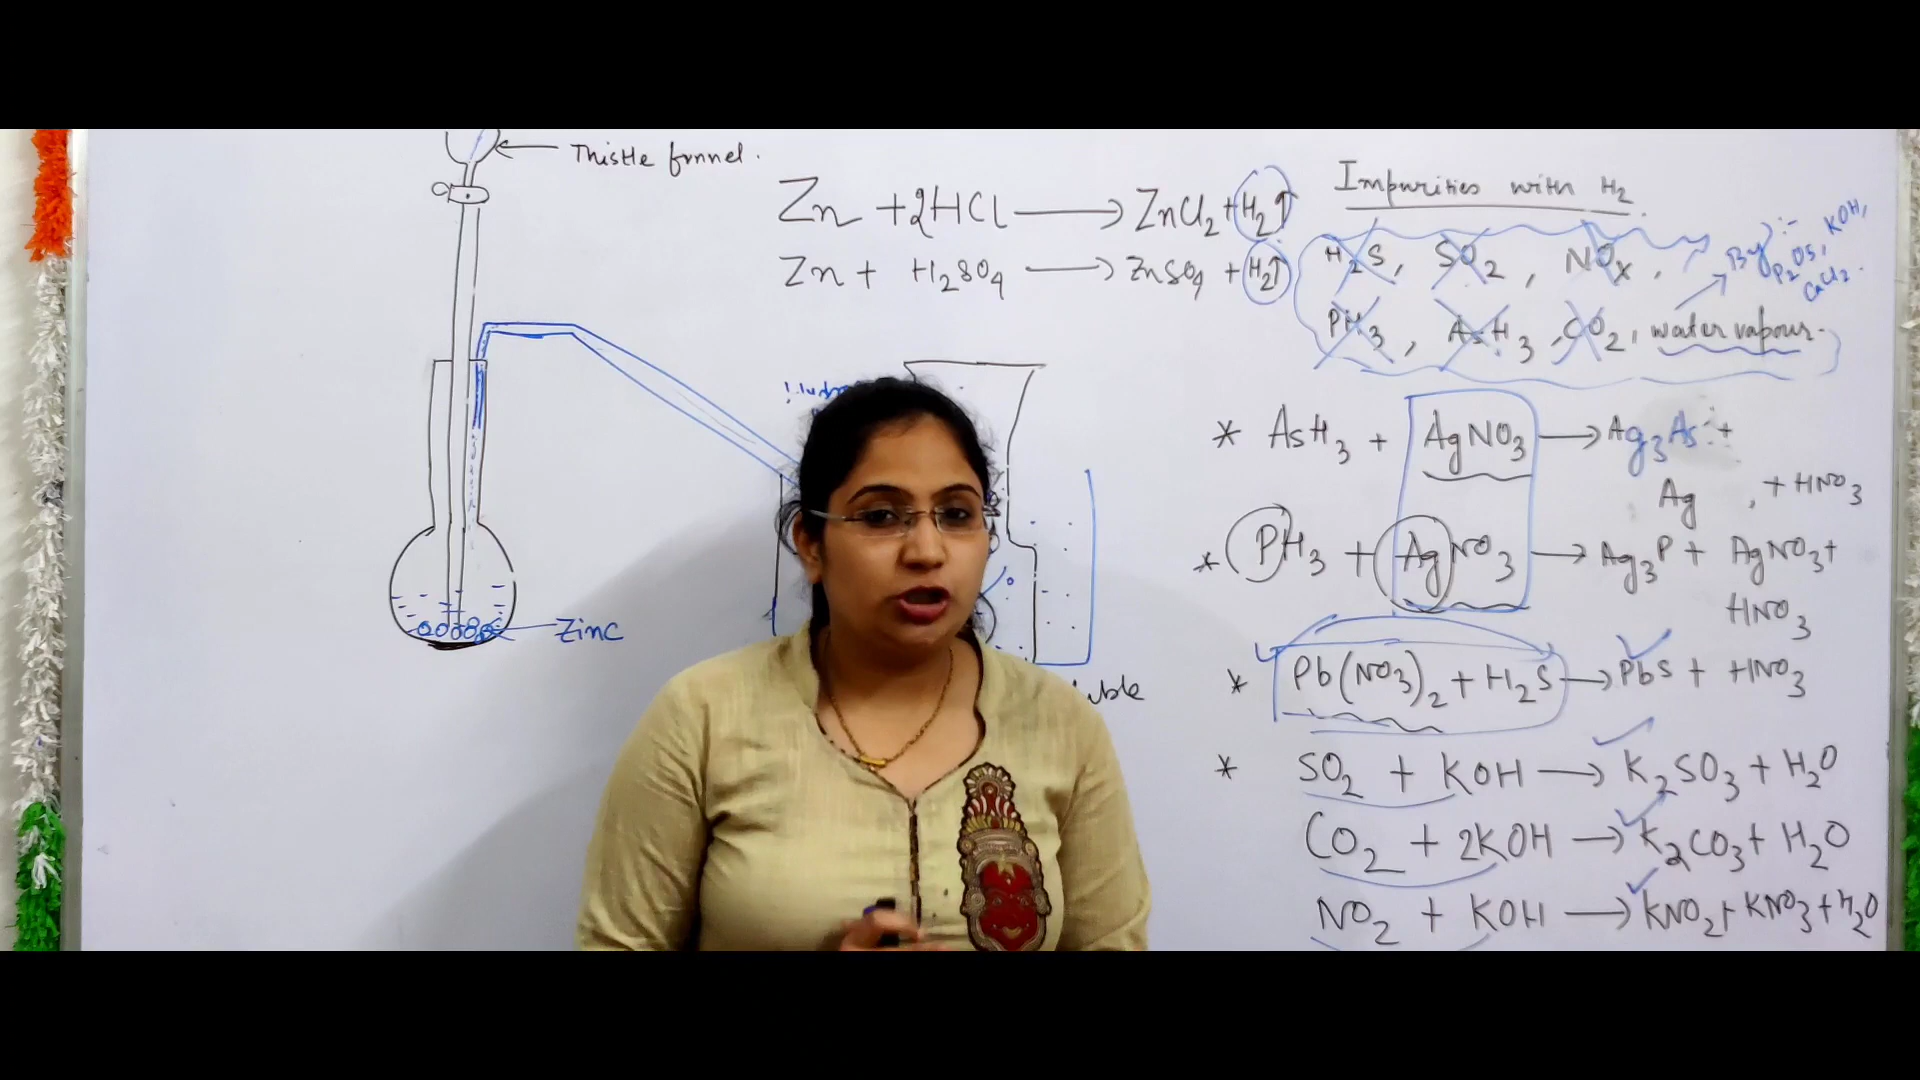 Thistle funnel.
Zn + 2HCl ⟶ ZnCl₂ + H₂↑
Zn + H₂SO₄ ⟶ ZnSO₄ + H₂↑
Zinc
Impurities with H₂.
H₂S, SO₂, NOₓ,
PH₃, AsH₃, CO₂, water vapour.
By :-
KOH,
P₂O₅,
CaCl₂.
* AsH₃ + AgNO₃ ⟶ Ag₃As +
Ag, + HNO₃
* PH₃ + AgNO₃ ⟶ Ag₃P + AgNO₃ +
HNO₃
* Pb(NO₃)₂ + H₂S ⟶ PbS + HNO₃
* SO₂ + KOH ⟶ K₂SO₃ + H₂O
CO₂ + 2KOH ⟶ K₂CO₃ + H₂O
NO₂ + KOH ⟶ KNO₂ + KNO₃ + H₂O